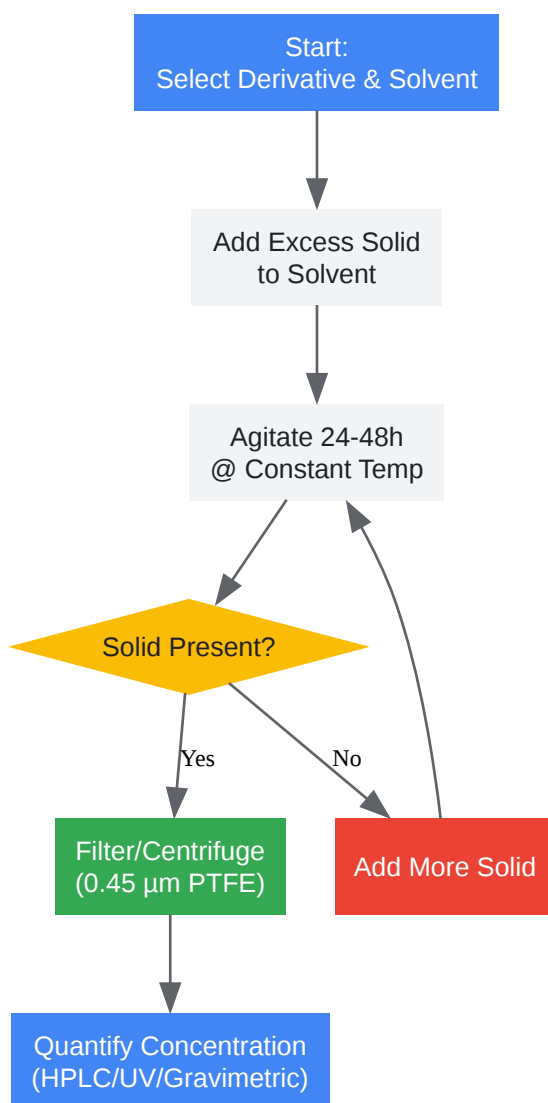 Start:
Select Derivative & Solvent
Add Excess Solid
to Solvent
Agitate 24-48h
@ Constant Temp
Solid Present?
Yes
No
Filter/Centrifuge
(0.45 µm PTFE)
Add More Solid
Quantify Concentration
(HPLC/UV/Gravimetric)